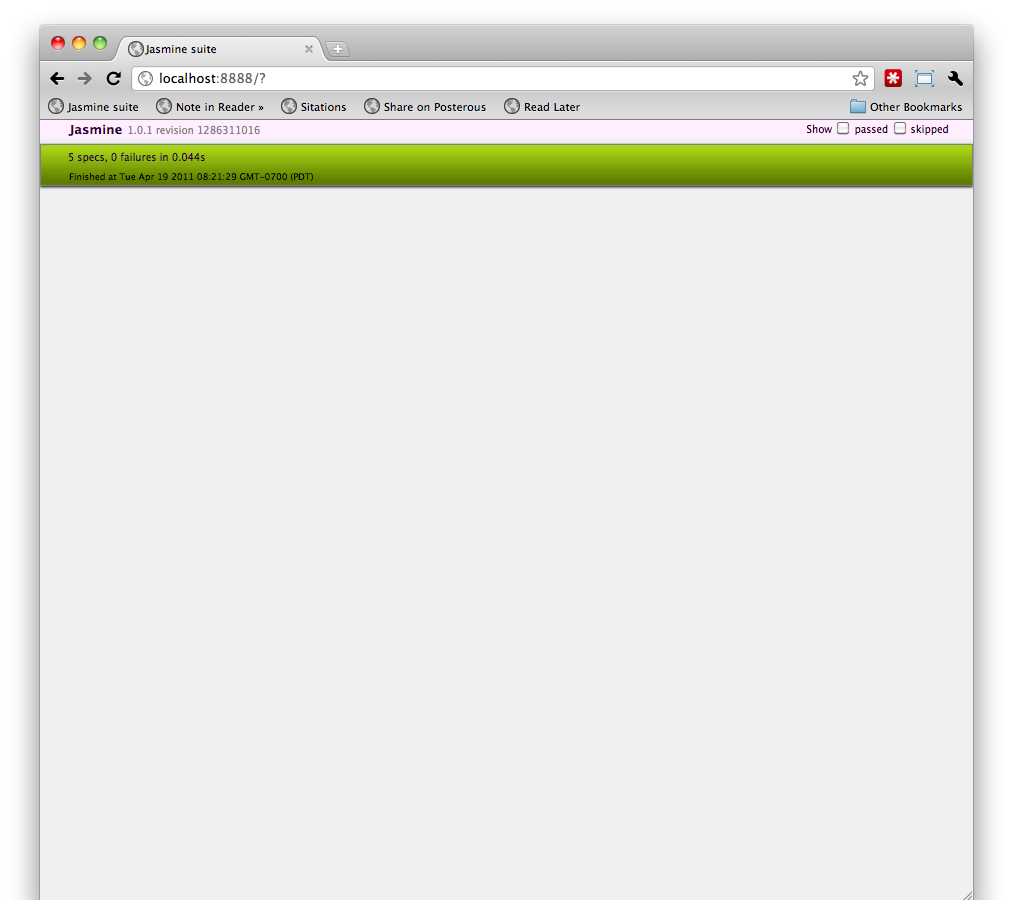 Jasmine suite
localhost:8888/?
Jasmine suite Note in Reader » Sitations Share on Posterous Read Later Other Bookmarks
Jasmine 1.0.1 revision 1286311016 Show passed skipped
5 specs, 0 failures in 0.044s
Finished at Tue Apr 19 2011 08:21:29 GMT-0700 (PDT)